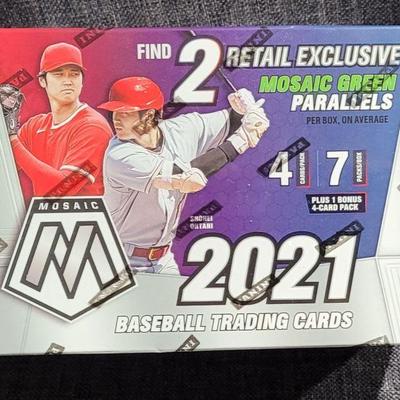 FIND 2 RETAIL EXCLUSIVE
MOSAIC GREEN
PARALLELS
PER BOX, ON AVERAGE
4 CARDS/PACK 7 PACKS/BOX
PLUS 1 BONUS
4-CARD PACK
SHOHEI
OHTANI
MOSAIC
M
2021
BASEBALL TRADING CARDS
PANINI